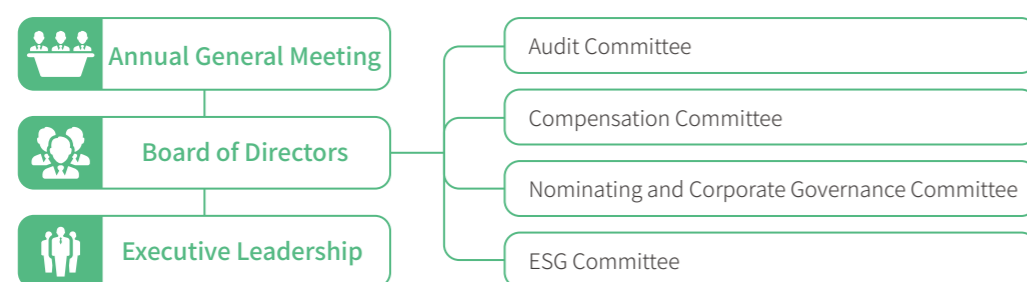 Annual General Meeting
Board of Directors
Executive Leadership
Audit Committee
Compensation Committee
Nominating and Corporate Governance Committee
ESG Committee